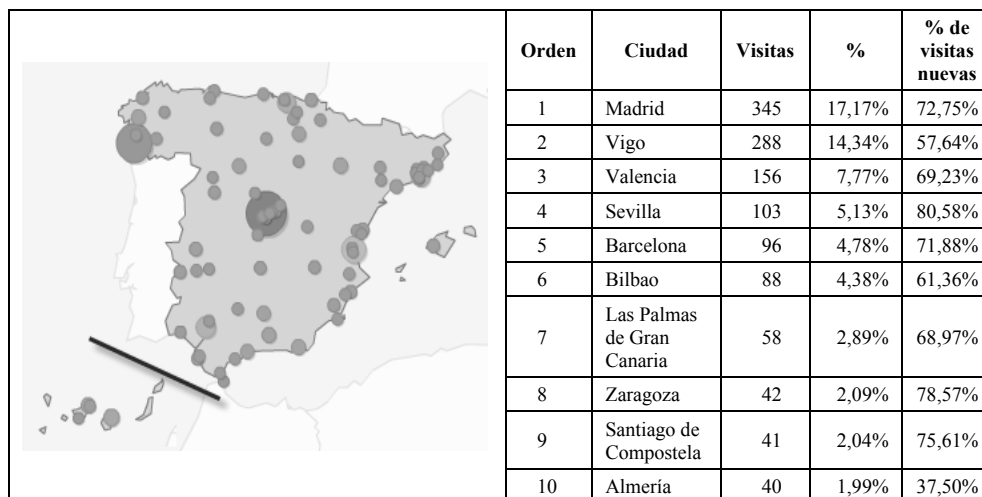 Orden Ciudad Visitas % % de visitas nuevas
1 Madrid 345 17,17% 72,75%
2 Vigo 288 14,34% 57,64%
3 Valencia 156 7,77% 69,23%
4 Sevilla 103 5,13% 80,58%
5 Barcelona 96 4,78% 71,88%
6 Bilbao 88 4,38% 61,36%
7 Las Palmas de Gran Canaria 58 2,89% 68,97%
8 Zaragoza 42 2,09% 78,57%
9 Santiago de Compostela 41 2,04% 75,61%
10 Almería 40 1,99% 37,50%